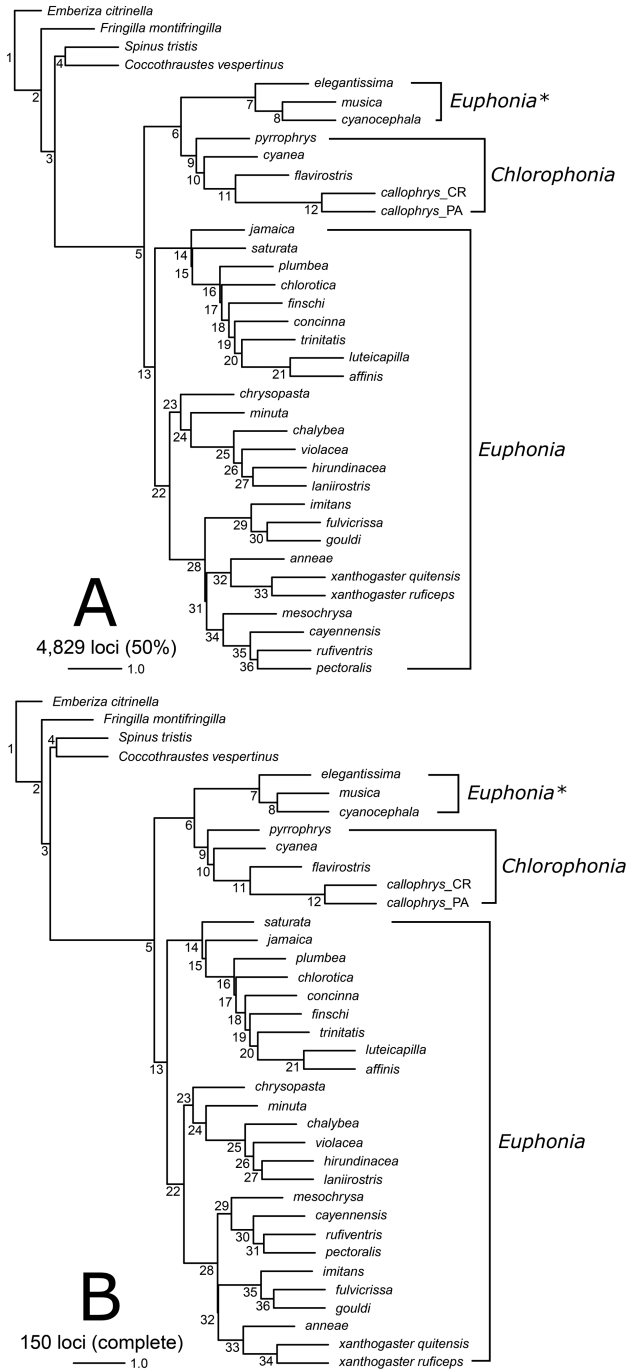 Emberiza citrinella
Fringilla montifringilla
1
Spinus tristis
4
Coccothraustes vespertinus
2
elegantissima
3
7
musica
Euphonia*
8
cyanocephala
6
pyrrophrys
9
cyanea
10
flavirostris
Chlorophonia
11
callophrys_CR
12
callophrys_PA
jamaica
5
14
saturata
15
plumbea
16
chlorotica
17
finschi
18
concinna
19
trinitatis
20
luteicapilla
13
21
affinis
chrysopasta
23
minuta
24
chalybea
25
violacea
Euphonia
26
hirundinacea
27
laniirostris
22
imitans
29
fulvicrissa
30
gouldi
28
anneae
32
xanthogaster quitensis
33
xanthogaster ruficeps
31
mesochrysa
34
cayennensis
35
rufiventris
36
pectoralis
A
4,829 loci (50%)
1.0
Emberiza citrinella
Fringilla montifringilla
1
4
Spinus tristis
Coccothraustes vespertinus
2
elegantissima
7
musica
Euphonia*
8
cyanocephala
6
3
pyrrophrys
9
cyanea
10
flavirostris
Chlorophonia
11
callophrys_CR
12
callophrys_PA
saturata
5
14
jamaica
15
plumbea
16
chlorotica
17
concinna
18
finschi
19
trinitatis
20
luteicapilla
13
21
affinis
23
chrysopasta
minuta
24
chalybea
25
violacea
Euphonia
26
hirundinacea
27
laniirostris
22
mesochrysa
29
cayennensis
30
rufiventris
31
pectoralis
28
imitans
35
fulvicrissa
36
gouldi
32
anneae
33
xanthogaster quitensis
34
xanthogaster ruficeps
B
150 loci (complete)
1.0